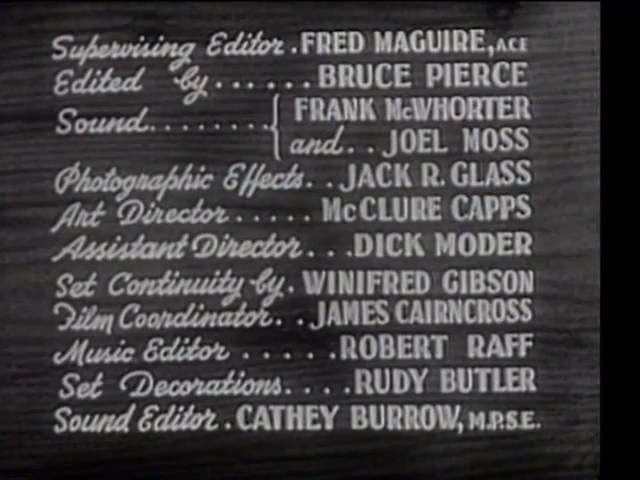 Supervising Editor . FRED MAGUIRE, ACE
Edited by ...... BRUCE PIERCE
Sound ........ { FRANK McWHORTER
and .. JOEL MOSS
Photographic Effects .. JACK R. GLASS
Art Director ..... McCLURE CAPPS
Assistant Director ... DICK MODER
Set Continuity by . WINIFRED GIBSON
Film Coordinator .. JAMES CAIRNCROSS
Music Editor ..... ROBERT RAFF
Set Decorations .... RUDY BUTLER
Sound Editor . CATHEY BURROW, M.P.S.E.